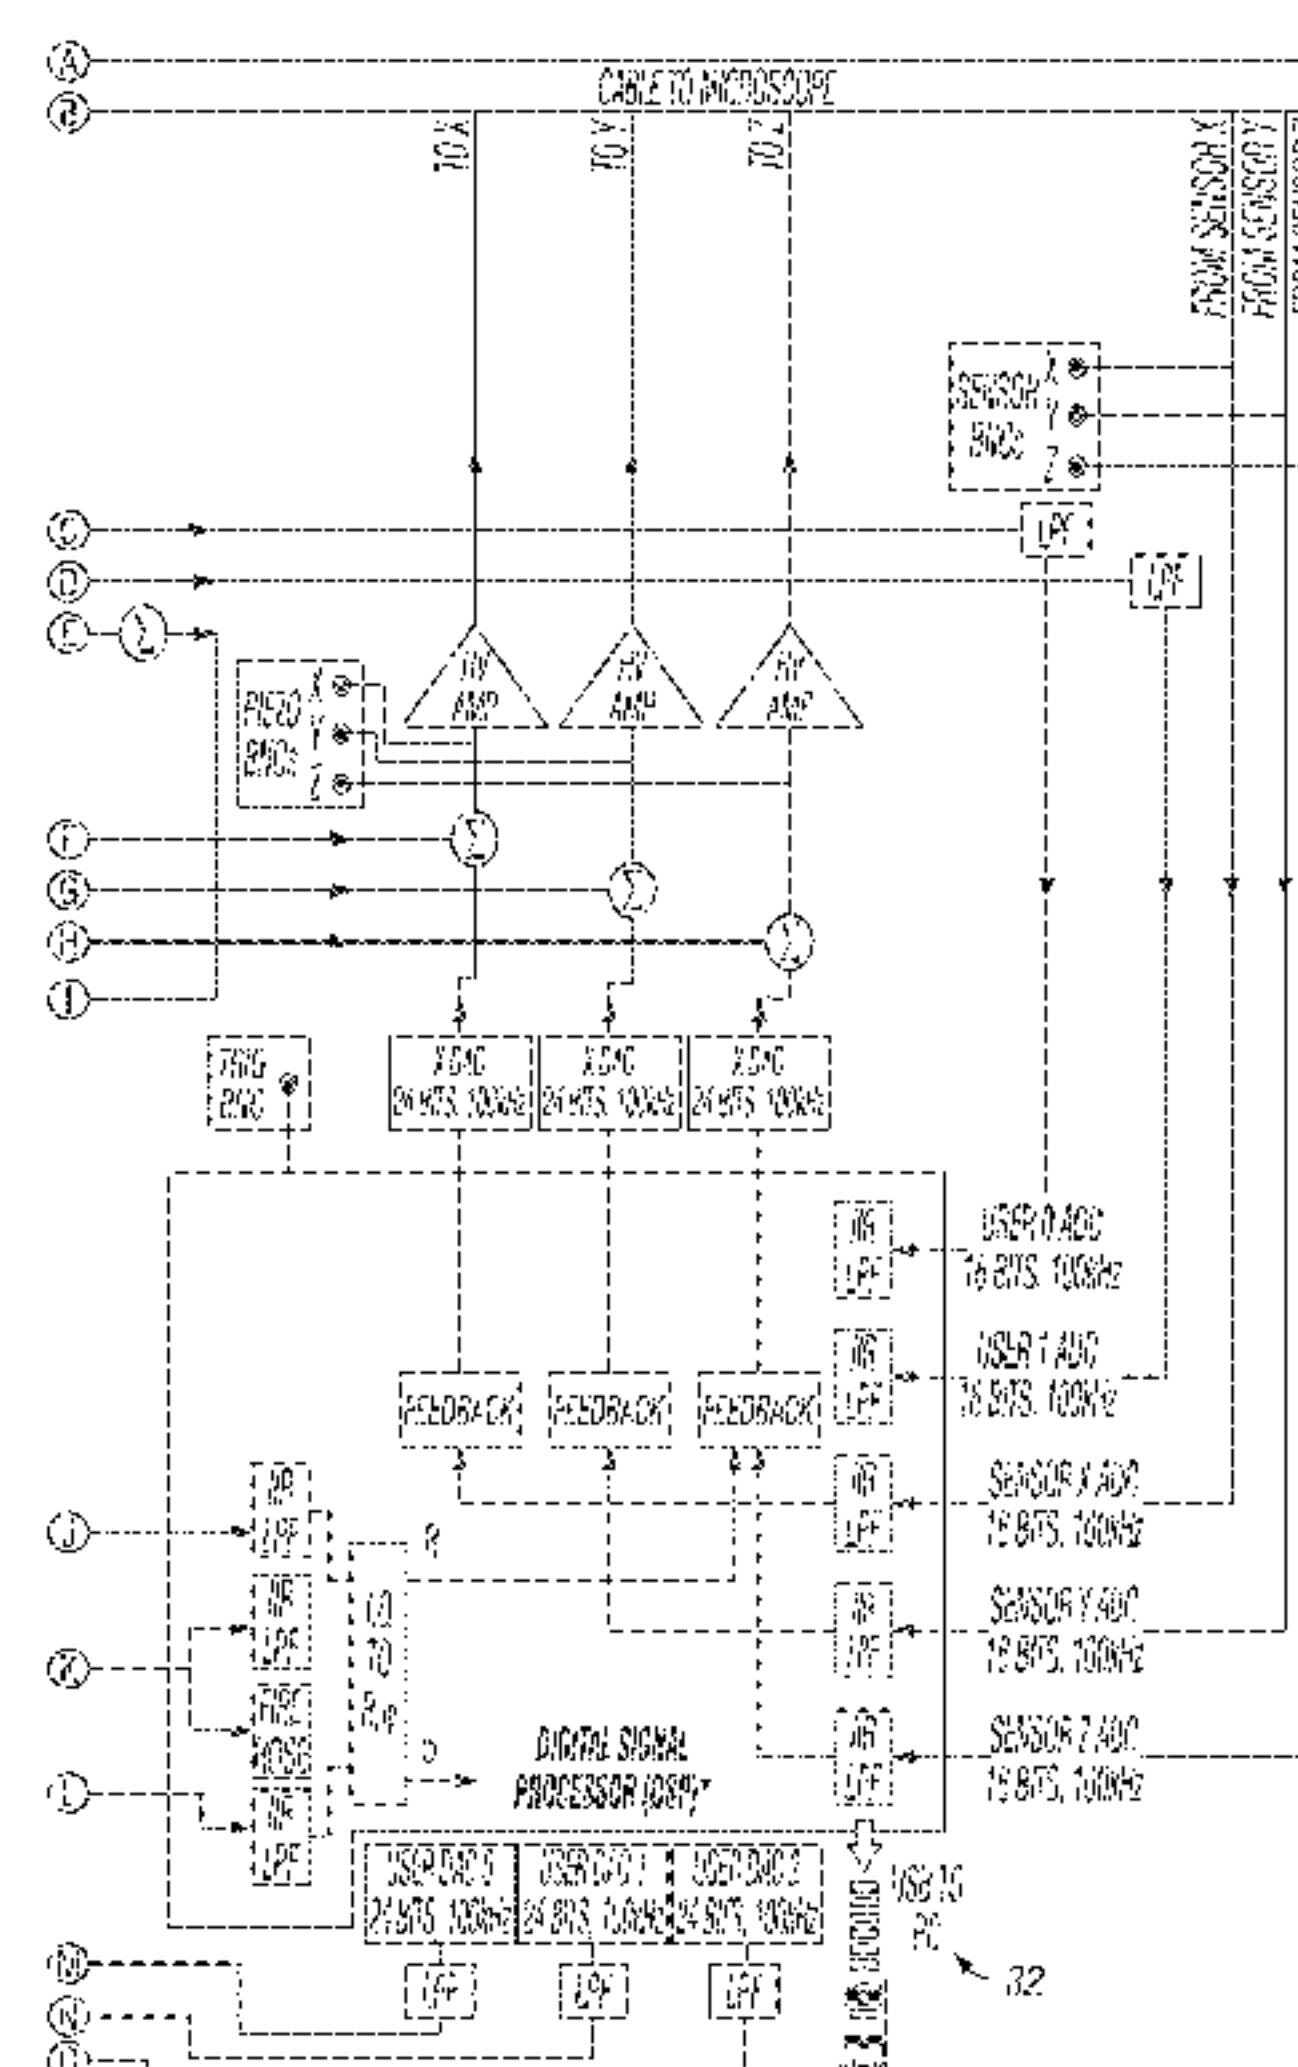 A
CABLE TO MICROSCOPE
B
TO X
TO Y
TO Z
FROM SENSOR X
FROM SENSOR Y
SENSOR
BNCs
X
Y
Z
C
LPF
D
LPF
E
Σ
HV
AMP
HV
AMP
HV
AMP
PIEZO
BNCs
X
Y
Z
F
Σ
G
Σ
H
Σ
I
TRIG
BNC
X DAC
24 BITS, 100kHz
X DAC
24 BITS, 100kHz
X DAC
24 BITS, 100kHz
IIR
LPF
USER 0 ADC
16 BITS, 100kHz
IIR
LPF
USER 1 ADC
16 BITS, 100kHz
FEEDBACK
FEEDBACK
FEEDBACK
IIR
LPF
SENSOR X ADC
16 BITS, 100kHz
J
IIR
LPF
R
IIR
LPF
SENSOR Y ADC
16 BITS, 100kHz
K
IIR
LPF
TO
IIR
LPF
SENSOR Z ADC
16 BITS, 100kHz
DIGITAL SIGNAL
PROCESSOR (DSP)
L
IIR
LPF
USER DAC 0
24 BITS, 100kHz
USER DAC 1
24 BITS, 100kHz
USER DAC 2
24 BITS, 100kHz
USB TO
PC
32
M
LPF
LPF
LPF
N